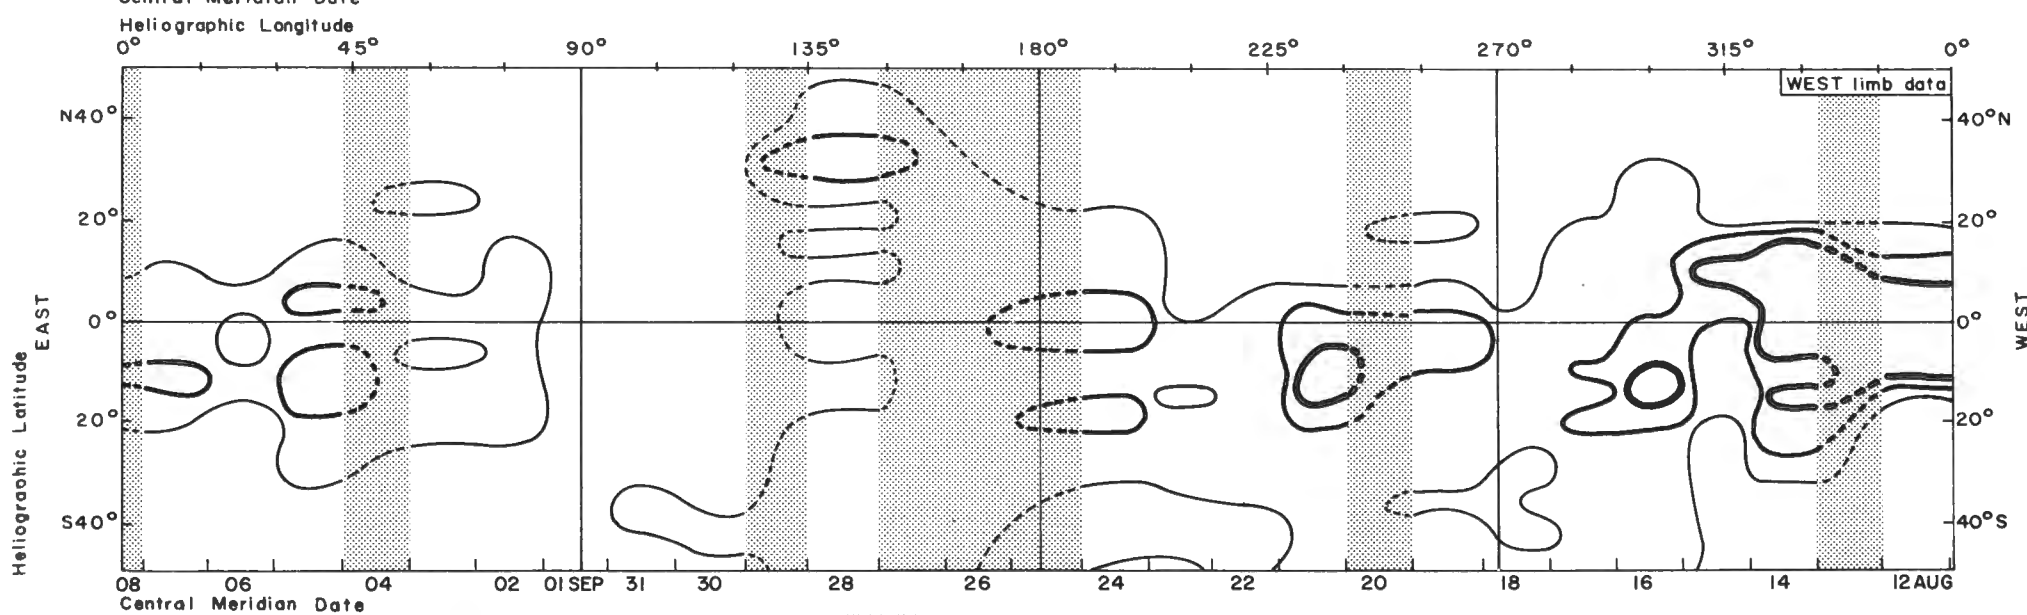 Central Meridian Date
Heliographic Longitude
0° 45° 90° 135° 180° 225° 270° 315° 0°
WEST limb data
N40° 40°N
20° 20°
EAST 0° 0° WEST
20° 20°
S40° 40°S
Heliographic Latitude
08 06 04 02 01 SEP 31 30 28 26 24 22 20 18 16 14 12 AUG
Central Meridian Date